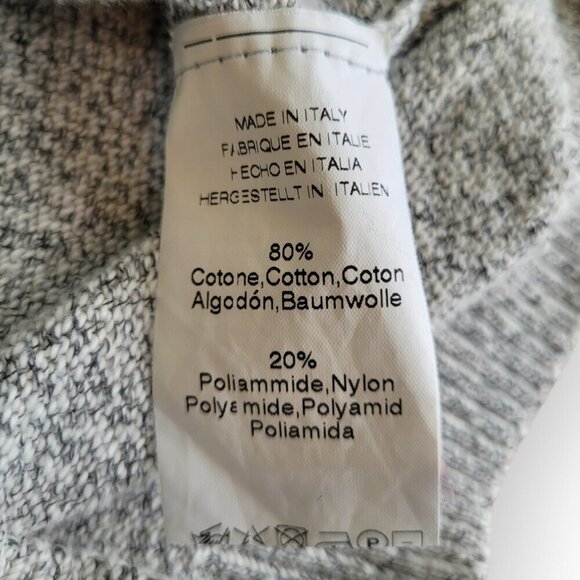 MADE IN ITALY
FABRIQUE EN ITALIE
HECHO EN ITALIA
HERGESTELLT IN ITALIEN
80%
Cotone,Cotton,Coton
Algodón,Baumwolle
20%
Poliammide,Nylon
Polyamide,Polyamid
Poliamida
P